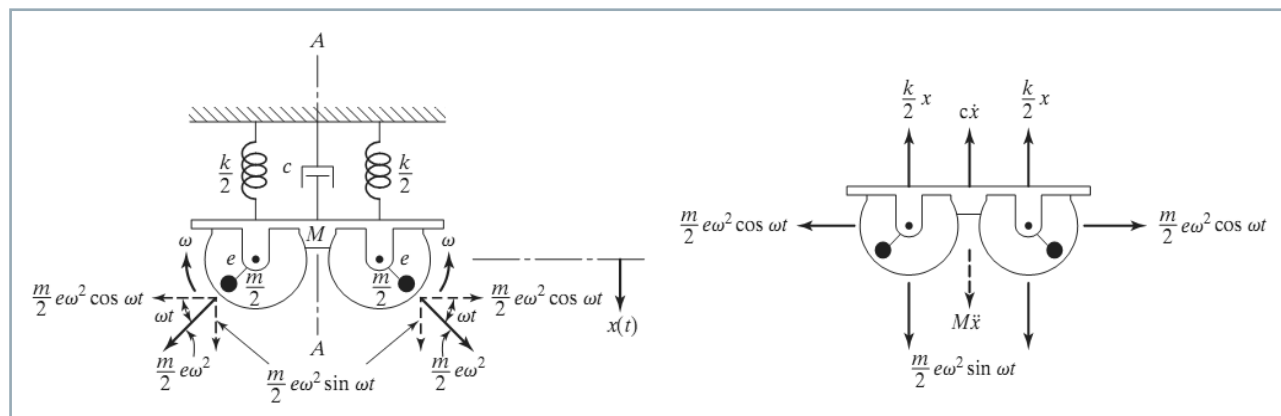 A
k/2
c
k/2
M
ω
e
e
ω
m/2
m/2
m/2 eω² cos ωt
m/2 eω² cos ωt
ωt
ωt
x(t)
A
m/2 eω²
m/2 eω² sin ωt
m/2 eω²
k/2 x
cẋ
k/2 x
m/2 eω² cos ωt
m/2 eω² cos ωt
Mẍ
m/2 eω² sin ωt